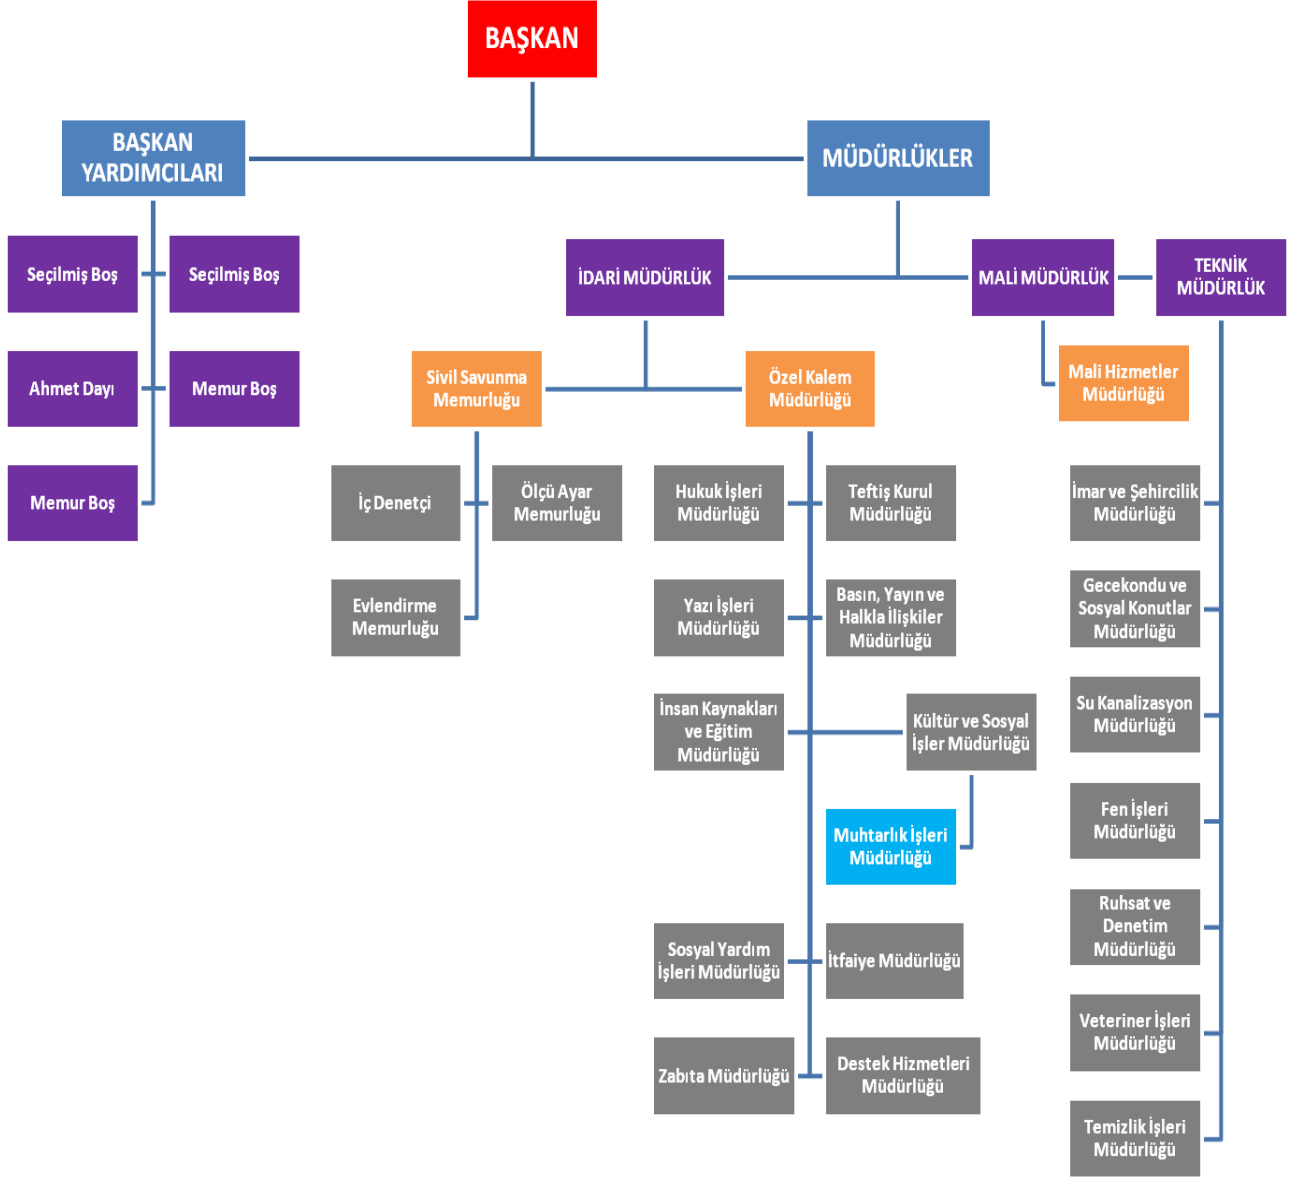 BAŞKAN
BAŞKAN
YARDIMCILARI
MÜDÜRLÜKLER
Seçilmiş Boş
Seçilmiş Boş
Ahmet Dayı
Memur Boş
Memur Boş
İDARİ MÜDÜRLÜK
MALİ MÜDÜRLÜK
TEKNİK
MÜDÜRLÜK
Sivil Savunma
Memurluğu
Özel Kalem
Müdürlüğü
Mali Hizmetler
Müdürlüğü
İç Denetçi
Ölçü Ayar
Memurluğu
Evlendirme
Memurluğu
Hukuk İşleri
Müdürlüğü
Teftiş Kurul
Müdürlüğü
Yazı İşleri
Müdürlüğü
Basın, Yayın ve
Halkla İlişkiler
Müdürlüğü
İnsan Kaynakları
ve Eğitim
Müdürlüğü
Kültür ve Sosyal
İşler Müdürlüğü
Muhtarlık İşleri
Müdürlüğü
Sosyal Yardım
İşleri Müdürlüğü
İtfaiye Müdürlüğü
Zabıta Müdürlüğü
Destek Hizmetleri
Müdürlüğü
İmar ve Şehircilik
Müdürlüğü
Gecekondu ve
Sosyal Konutlar
Müdürlüğü
Su Kanalizasyon
Müdürlüğü
Fen İşleri
Müdürlüğü
Ruhsat ve
Denetim
Müdürlüğü
Veteriner İşleri
Müdürlüğü
Temizlik İşleri
Müdürlüğü